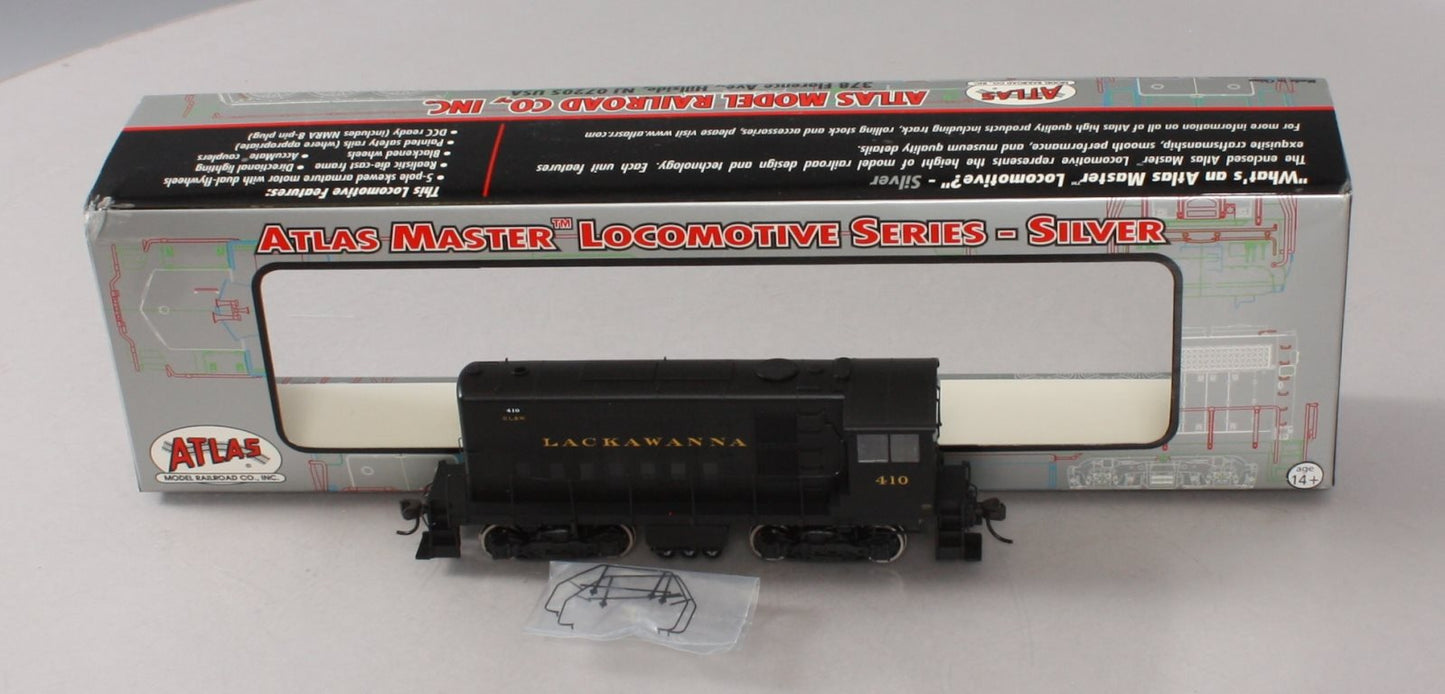 ATLAS MODEL RAILROAD CO., INC.
378 Florence Ave., Hillside, NJ 07205 USA
ATLAS
MODEL RAILROAD CO., INC.
"What's an Atlas Master™ Locomotive?" - Silver
The enclosed Atlas Master™ Locomotive represents the height of model railroad design and technology. Each unit features
exquisite craftsmanship, smooth performance, and museum quality details.
For more information on all of Atlas high quality products including track, rolling stock and accessories, please visit www.atlasrr.com
This Locomotive Features:
• 5-pole skewed armature motor with dual-flywheels
• Realistic die-cast frame • Directional lighting
• Blackened wheels • AccuMate® couplers
• Painted safety rails (where appropriate)
• DCC ready (includes NMRA 8-pin plug)
ATLAS MASTER™ LOCOMOTIVE SERIES - SILVER
ATLAS
MODEL RAILROAD CO., INC.
age
14+
410
D L & W
LACKAWANNA
410